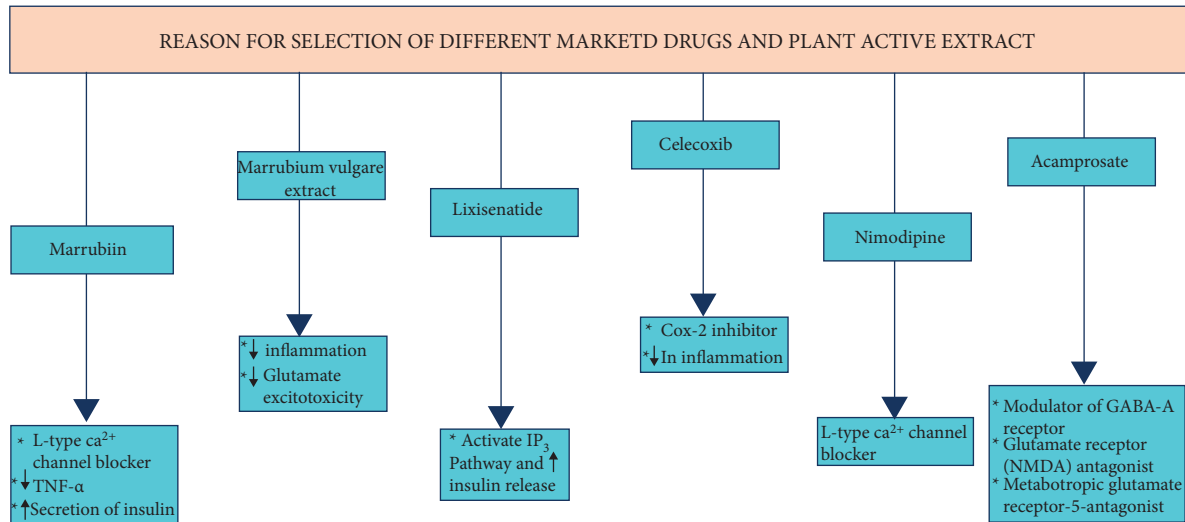 REASON FOR SELECTION OF DIFFERENT MARKETD DRUGS AND PLANT ACTIVE EXTRACT
Marrubiin
* L-type ca²⁺
channel blocker
*↓ TNF-α
*↑Secretion of insulin
Marrubium vulgare
extract
*↓ inflammation
*↓ Glutamate
excitotoxicity
Lixisenatide
* Activate IP₃
Pathway and ↑
insulin release
Celecoxib
* Cox-2 inhibitor
*↓In inflammation
Nimodipine
L-type ca²⁺ channel
blocker
Acamprosate
* Modulator of GABA-A
receptor
* Glutamate receptor
(NMDA) antagonist
* Metabotropic glutamate
receptor-5-antagonist